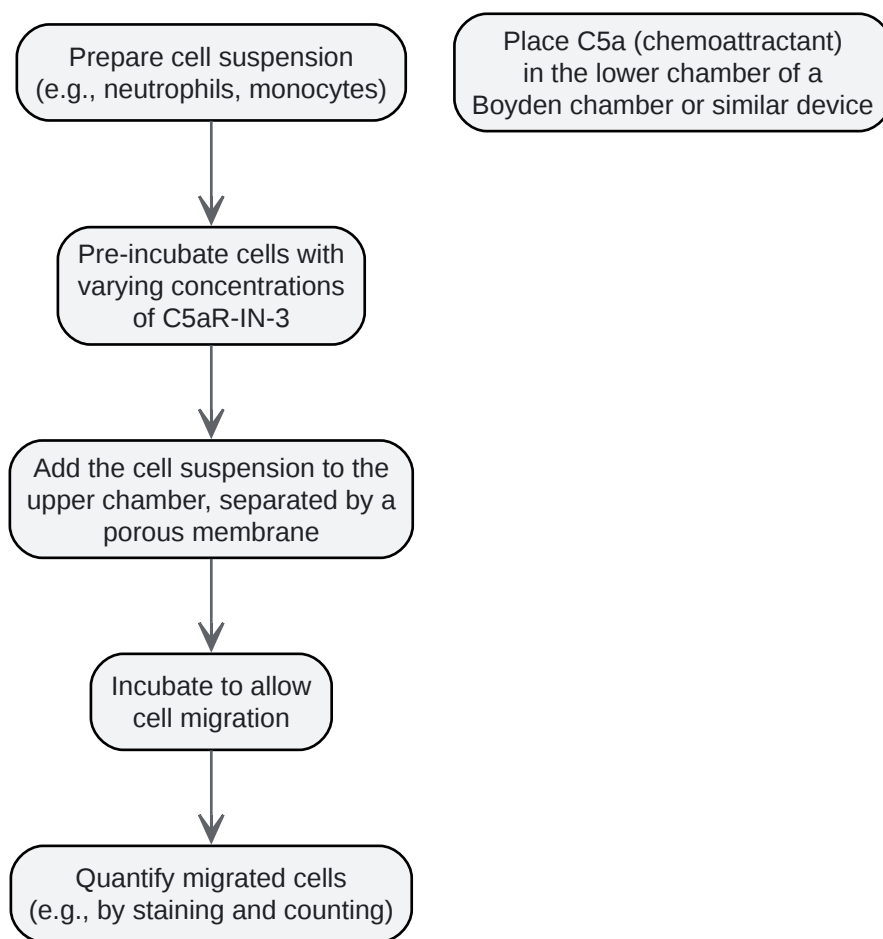 Prepare cell suspension
(e.g., neutrophils, monocytes)
Place C5a (chemoattractant)
in the lower chamber of a
Boyden chamber or similar device
Pre-incubate cells with
varying concentrations
of C5aR-IN-3
Add the cell suspension to the
upper chamber, separated by a
porous membrane
Incubate to allow
cell migration
Quantify migrated cells
(e.g., by staining and counting)